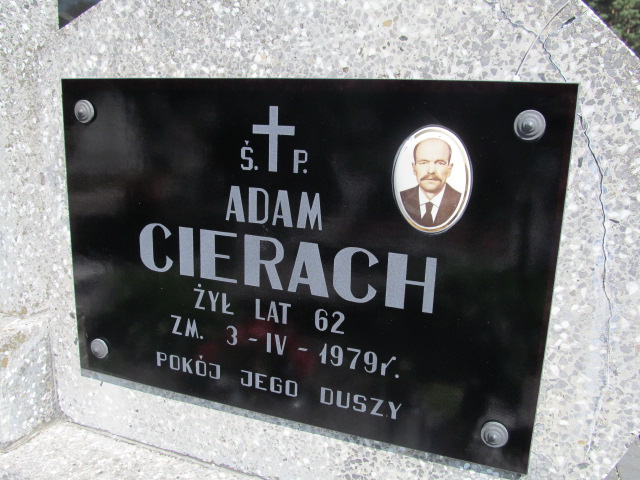 Ś. P.
ADAM
CIERACH
ŻYŁ LAT 62
ZM. 3 - IV - 1979r.
POKÓJ JEGO DUSZY